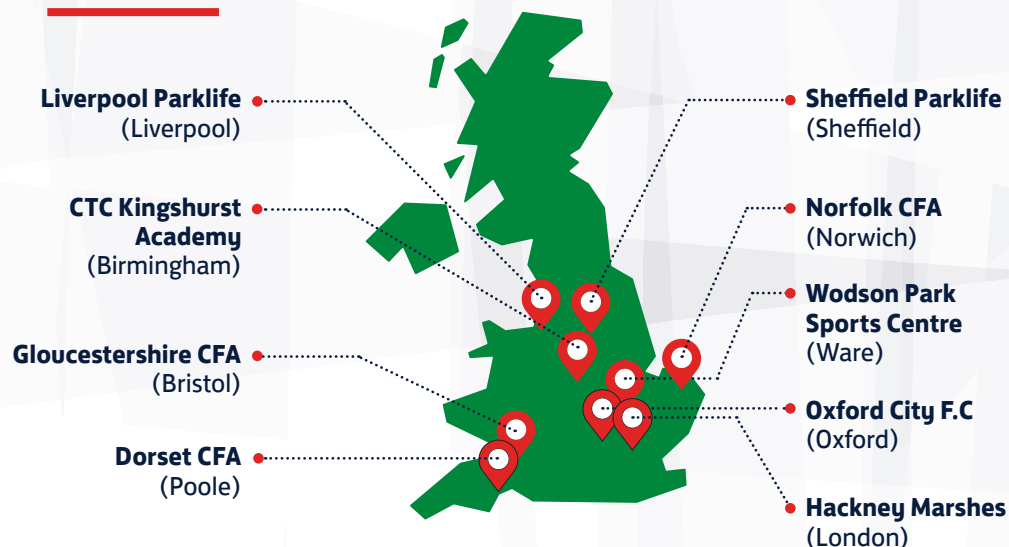 Liverpool Parklife
(Liverpool)
CTC Kingshurst
Academy
(Birmingham)
Gloucestershire CFA
(Bristol)
Dorset CFA
(Poole)
Sheffield Parklife
(Sheffield)
Norfolk CFA
(Norwich)
Wodson Park
Sports Centre
(Ware)
Oxford City F.C
(Oxford)
Hackney Marshes
(London)